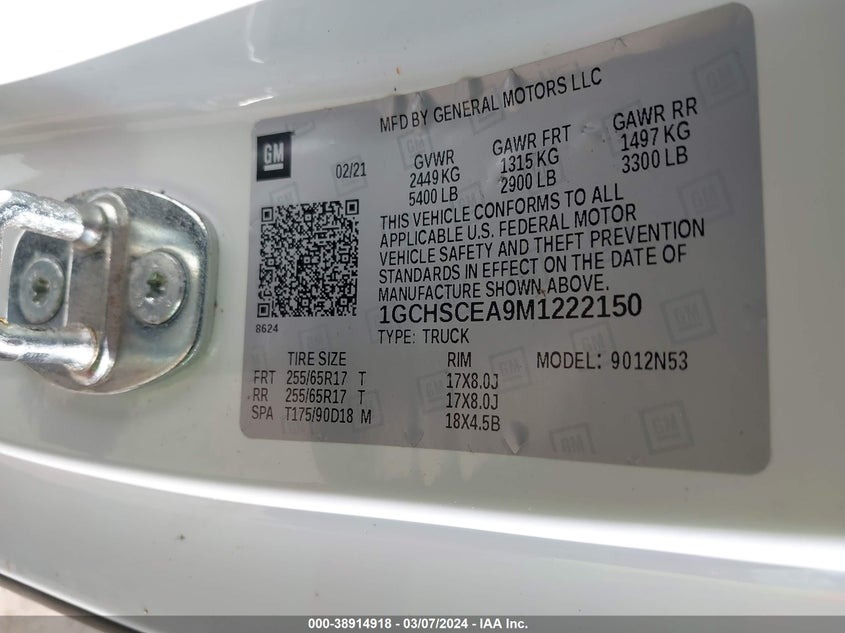 MFD BY GENERAL MOTORS LLC
GM
02/21
GVWR
2449 KG
5400 LB
GAWR FRT
1315 KG
2900 LB
GAWR RR
1497 KG
3300 LB
THIS VEHICLE CONFORMS TO ALL
APPLICABLE U.S. FEDERAL MOTOR
VEHICLE SAFETY AND THEFT PREVENTION
STANDARDS IN EFFECT ON THE DATE OF
MANUFACTURE SHOWN ABOVE.
8624
1GCHSCEA9M1222150
TYPE: TRUCK
TIRE SIZE RIM MODEL: 9012N53
FRT 255/65R17 T 17X8.0J
RR 255/65R17 T 17X8.0J
SPA T175/90D18 M 18X4.5B
000-38914918 - 03/07/2024 - IAA Inc.